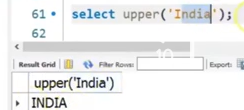 61 select upper('India');
62
Result Grid Filter Rows: Export:
upper('India')
INDIA